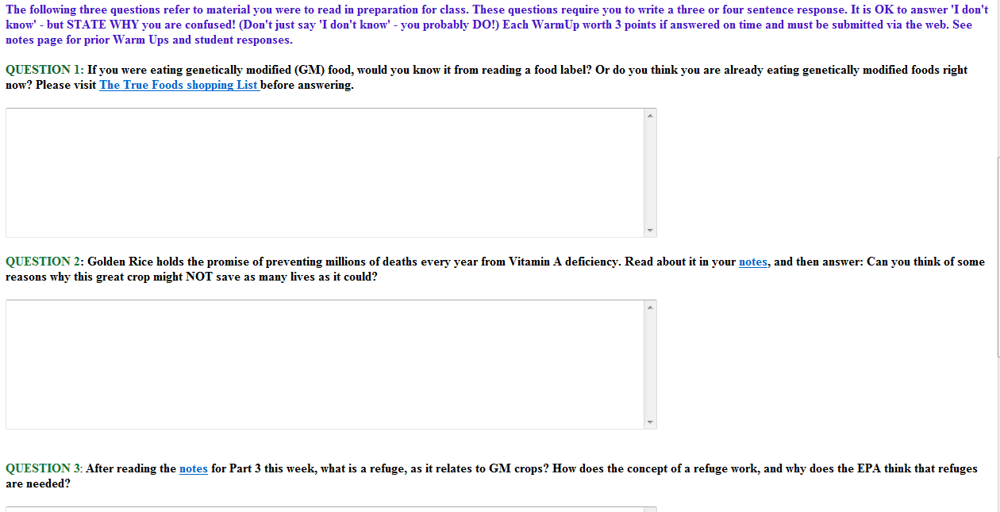 The following three questions refer to material you were to read in preparation for class. These questions require you to write a three or four sentence response. It is OK to answer 'I don't
know' - but STATE WHY you are confused! (Don't just say 'I don't know' - you probably DO!) Each WarmUp worth 3 points if answered on time and must be submitted via the web. See
notes page for prior Warm Ups and student responses.
QUESTION 1: If you were eating genetically modified (GM) food, would you know it from reading a food label? Or do you think you are already eating genetically modified foods right
now? Please visit The True Foods shopping List before answering.
QUESTION 2: Golden Rice holds the promise of preventing millions of deaths every year from Vitamin A deficiency. Read about it in your notes, and then answer: Can you think of some
reasons why this great crop might NOT save as many lives as it could?
QUESTION 3: After reading the notes for Part 3 this week, what is a refuge, as it relates to GM crops? How does the concept of a refuge work, and why does the EPA think that refuges
are needed?